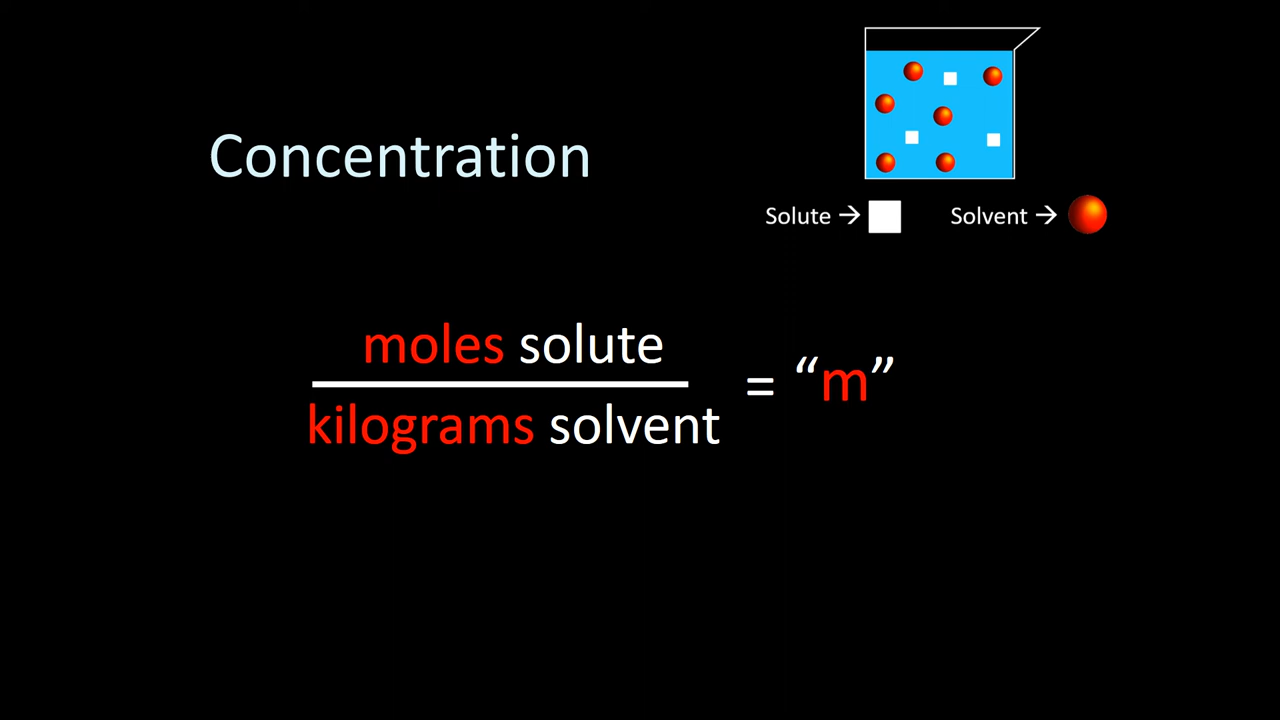 Concentration
Solute → Solvent →
moles solute
kilograms solvent
= “m”